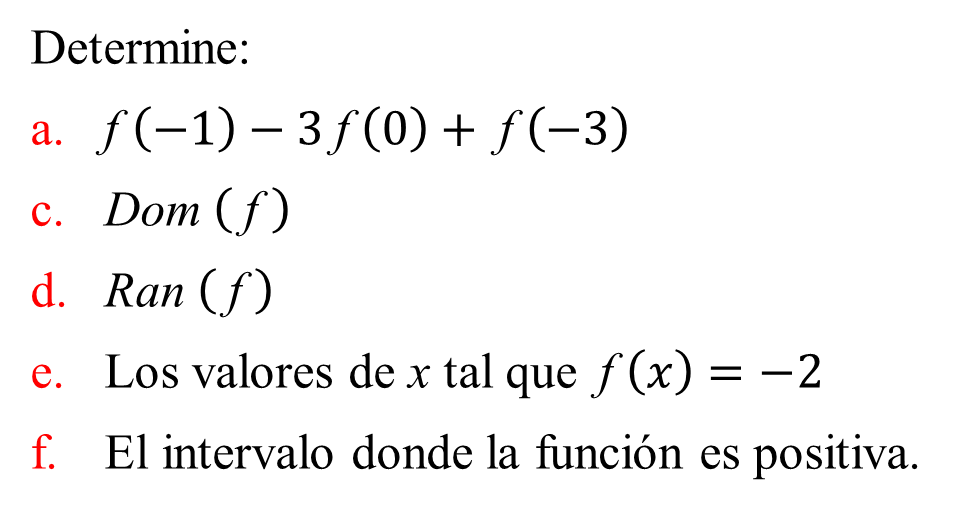 Determine:
a. f(−1) − 3f(0) + f(−3)
c. Dom (f)
d. Ran (f)
e. Los valores de x tal que f(x) = −2
f. El intervalo donde la función es positiva.